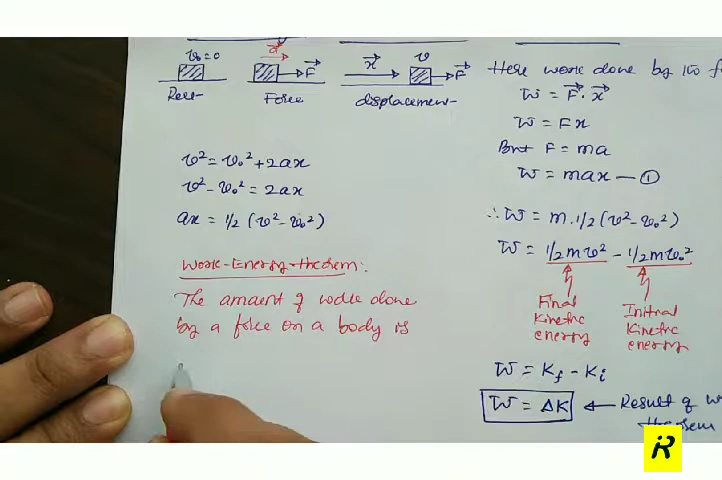 v₀=0
a⃗
F⃗
x⃗
v
F⃗
Rest
Force
displacement
v² = v₀² + 2ax
v² - v₀² = 2ax
ax = 1/2 (v² - v₀²)
Work-Energy-theorem:
The amount of work done
by a force on a body is
Here work done by
W = F⃗ . x⃗
W = Fx
But F = ma
W = max — ①
∴ W = m . 1/2 (v² - v₀²)
W = 1/2 mv² - 1/2 mv₀²
Final
Kinetic
energy
Initial
Kinetic
energy
W = Kf - Ki
W = ΔK
Result of
theorem
R